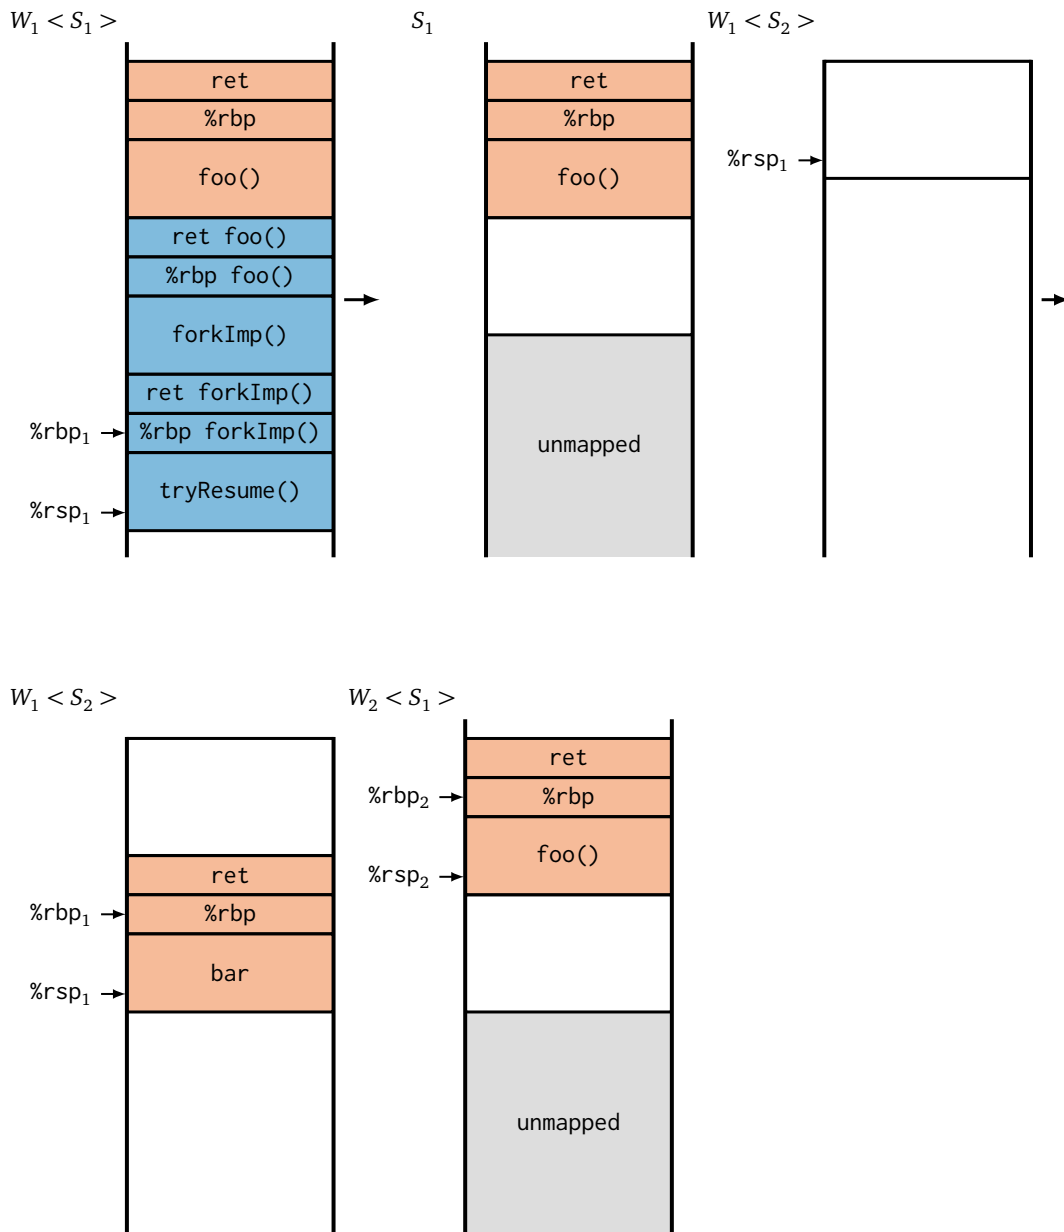 W₁ < S₁ >
ret
%rbp
foo()
ret foo()
%rbp foo()
forkImp()
ret forkImp()
%rbp₁ %rbp forkImp()
tryResume()
%rsp₁
S₁
ret
%rbp
foo()
unmapped
W₁ < S₂ >
%rsp₁
W₁ < S₂ >
ret
%rbp₁ %rbp
bar
%rsp₁
W₂ < S₁ >
ret
%rbp₂ %rbp
foo()
%rsp₂
unmapped